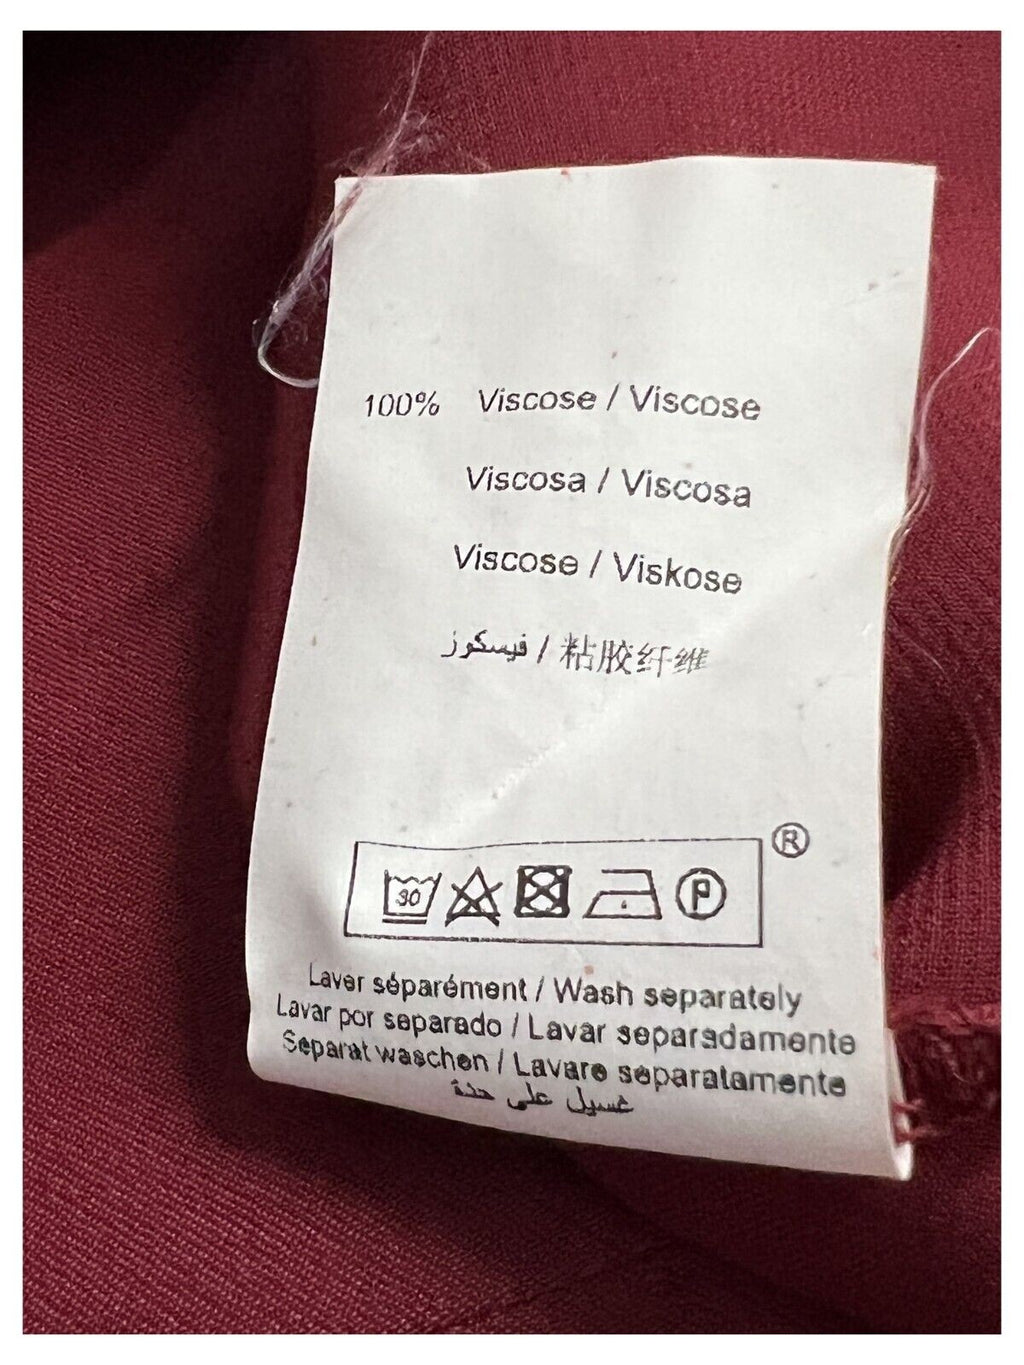 100% Viscose / Viscose
Viscosa / Viscosa
Viscose / Viskose
فيسكوز / 粘胶纤维
®
30 P
Laver séparément / Wash separately
Lavar por separado / Lavar separadamente
Separat waschen / Lavare separatamente
غسيل على حدة